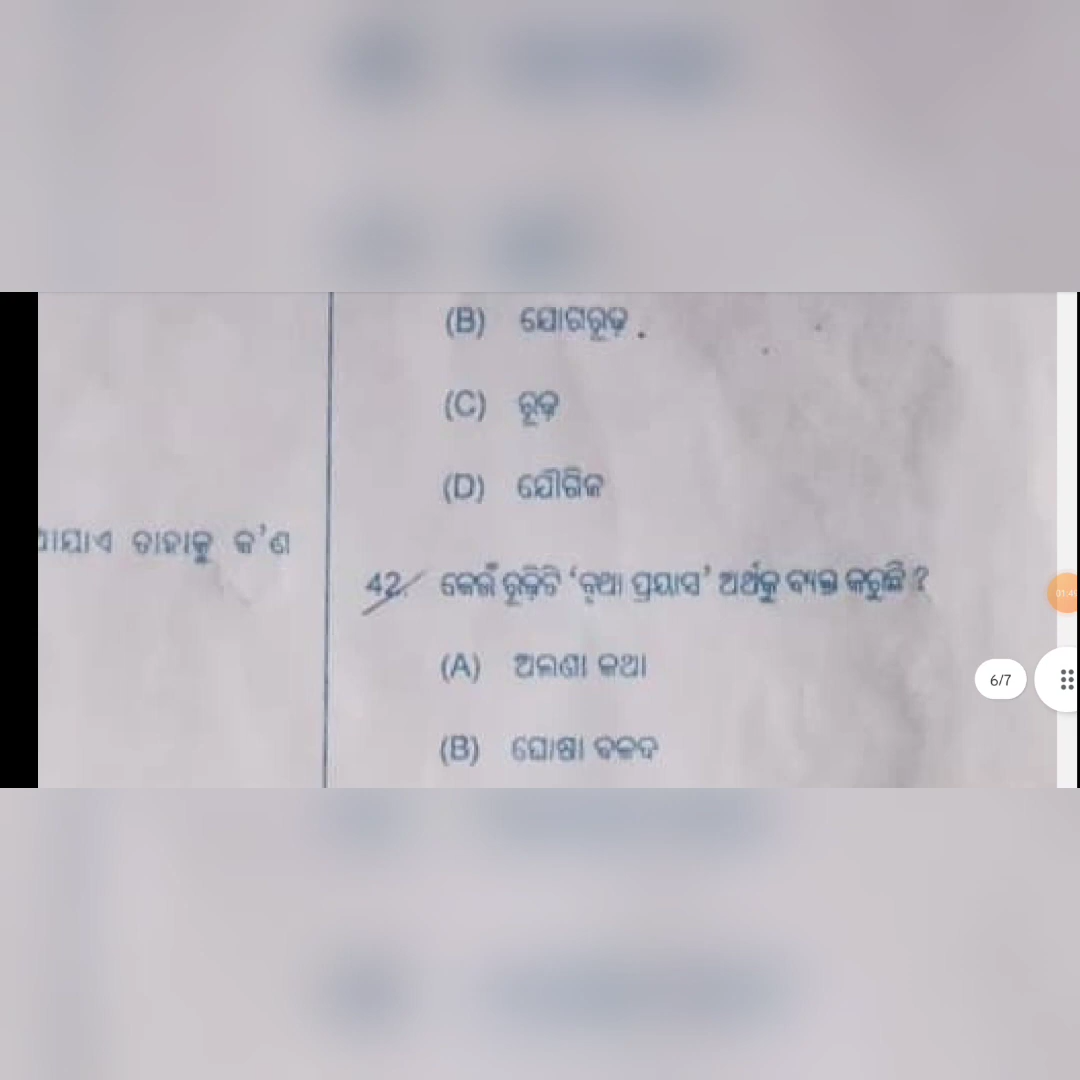 (B) ଯୋଗରୂଢ଼
(C) ରୂଢ଼
(D) ଯୌଗିକ
ତାହାକୁ କ'ଣ
42. କେଉଁ ରୂଢ଼ିଟି 'ବୃଥା ପ୍ରୟାସ' ଅର୍ଥକୁ ବ୍ୟକ୍ତ କରୁଛି ?
(A) ଅଲଣା କଥା
(B) ଘୋଷା ବଳଦ
6/7